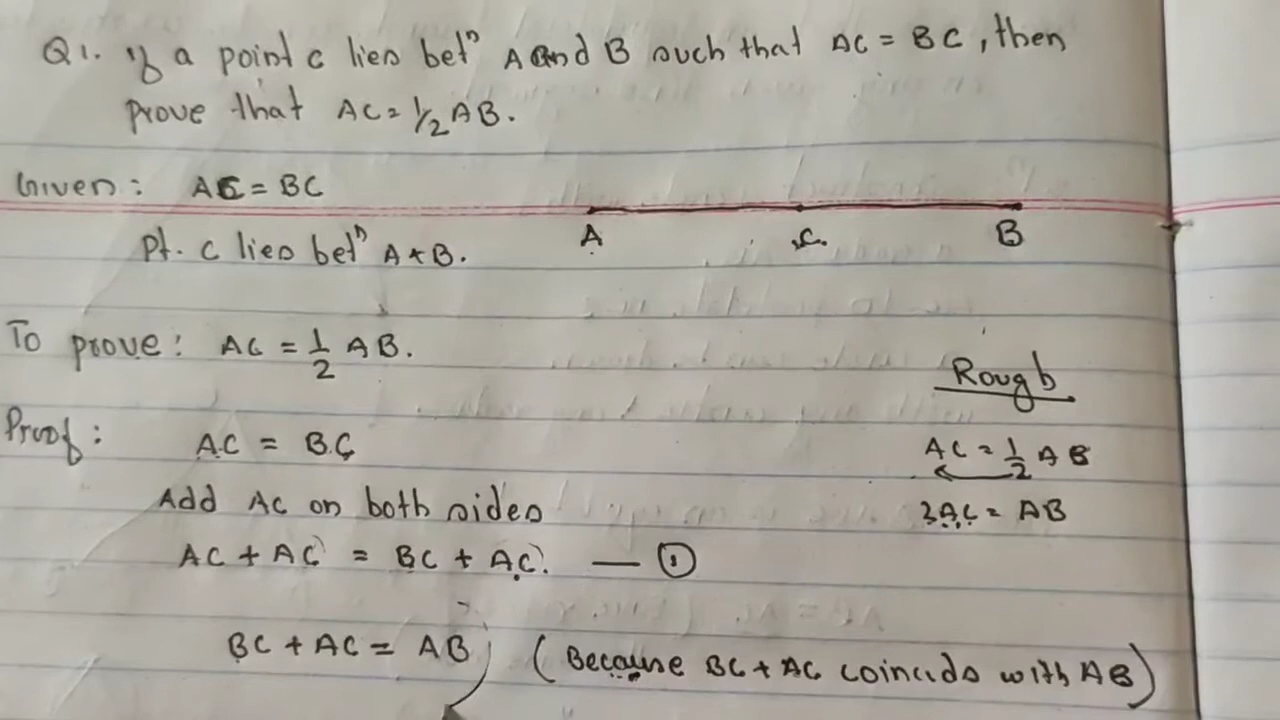 Q1. If a point C lies betⁿ A and B such that AC = BC, then
prove that AC = 1/2 AB.
Given: AC = BC
A C. B
Pt. C lies betⁿ A & B.
To prove: AC = 1/2 AB.
Rough
Proof: AC = BC
AC = 1/2 AB
Add AC on both sides
2AC = AB
AC + AC = BC + AC. — ①
BC + AC = AB (Because BC + AC coincids with AB)